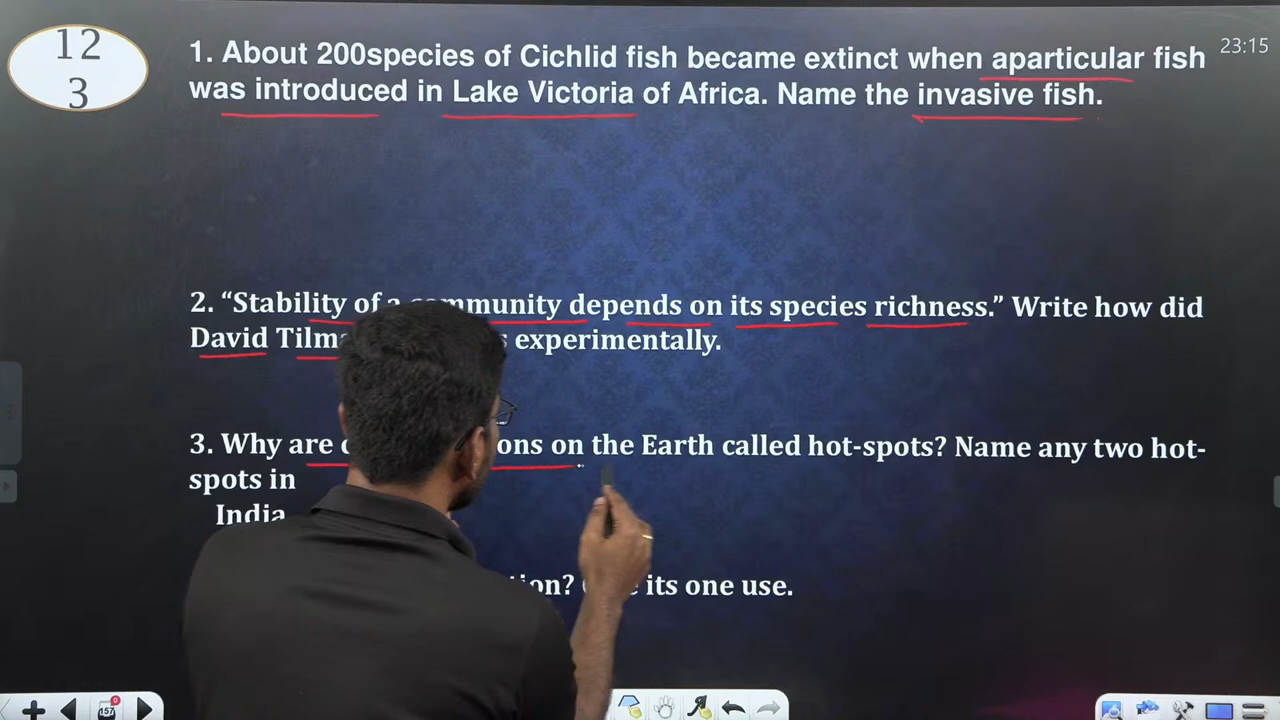 12
3
23:15
1. About 200species of Cichlid fish became extinct when aparticular fish
was introduced in Lake Victoria of Africa. Name the invasive fish.
2. “Stability of community depends on its species richness.” Write how did
David experimentally.
3. Why are on the Earth called hot-spots? Name any two hot-
spots in
India
its one use.
157
0